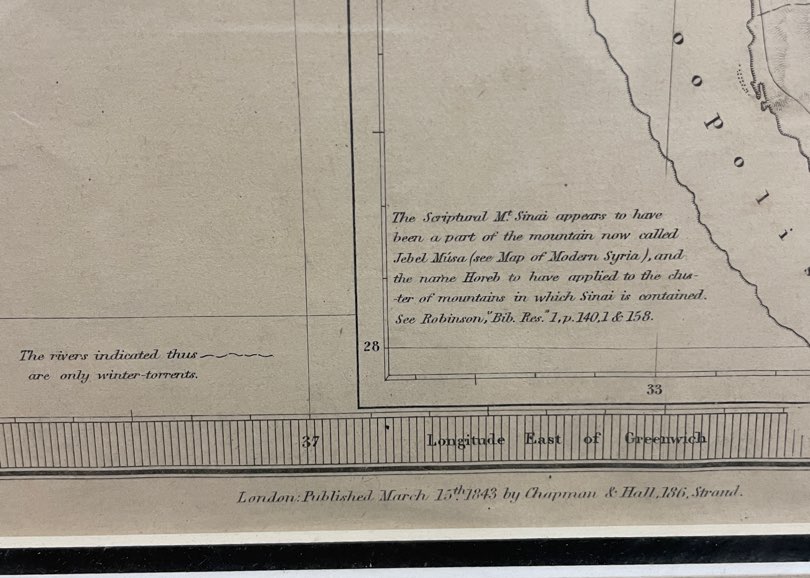 o
o
p
o
l
i
The Scriptural Mt. Sinai appears to have
been a part of the mountain now called
Jebel Músa (see Map of Modern Syria), and
the name Horeb to have applied to the clus-
-ter of mountains in which Sinai is contained.
See Robinson, "Bib. Res." 1, p. 140, 1 & 158.
28
33
The rivers indicated thus
are only winter-torrents.
37 Longitude East of Greenwich
London: Published March 15th 1843 by Chapman & Hall, 186, Strand.